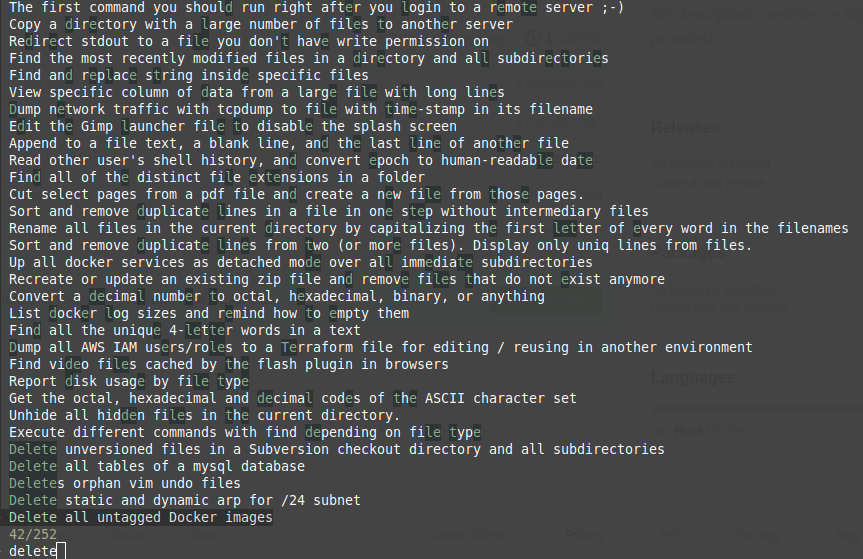 The first command you should run right after you login to a remote server ;-)
Copy a directory with a large number of files to another server
Redirect stdout to a file you don't have write permission on
Find the most recently modified files in a directory and all subdirectories
Find and replace string inside specific files
View specific column of data from a large file with long lines
Dump network traffic with tcpdump to file with time-stamp in its filename
Edit the Gimp launcher file to disable the splash screen
Append to a file text, a blank line, and the last line of another file
Read other user's shell history, and convert epoch to human-readable date
Find all of the distinct file extensions in a folder
Cut select pages from a pdf file and create a new file from those pages.
Sort and remove duplicate lines in a file in one step without intermediary files
Rename all files in the current directory by capitalizing the first letter of every word in the filenames
Sort and remove duplicate lines from two (or more files). Display only uniq lines from files.
Up all docker services as detached mode over all immediate subdirectories
Recreate or update an existing zip file and remove files that do not exist anymore
Convert a decimal number to octal, hexadecimal, binary, or anything
List docker log sizes and remind how to empty them
Find all the unique 4-letter words in a text
Dump all AWS IAM users/roles to a Terraform file for editing / reusing in another environment
Find video files cached by the flash plugin in browsers
Report disk usage by file type
Get the octal, hexadecimal and decimal codes of the ASCII character set
Unhide all hidden files in the current directory.
Execute different commands with find depending on file type
Delete unversioned files in a Subversion checkout directory and all subdirectories
Delete all tables of a mysql database
Deletes orphan vim undo files
Delete static and dynamic arp for /24 subnet
Delete all untagged Docker images
42/252
delete
Releases
Packages
Languages